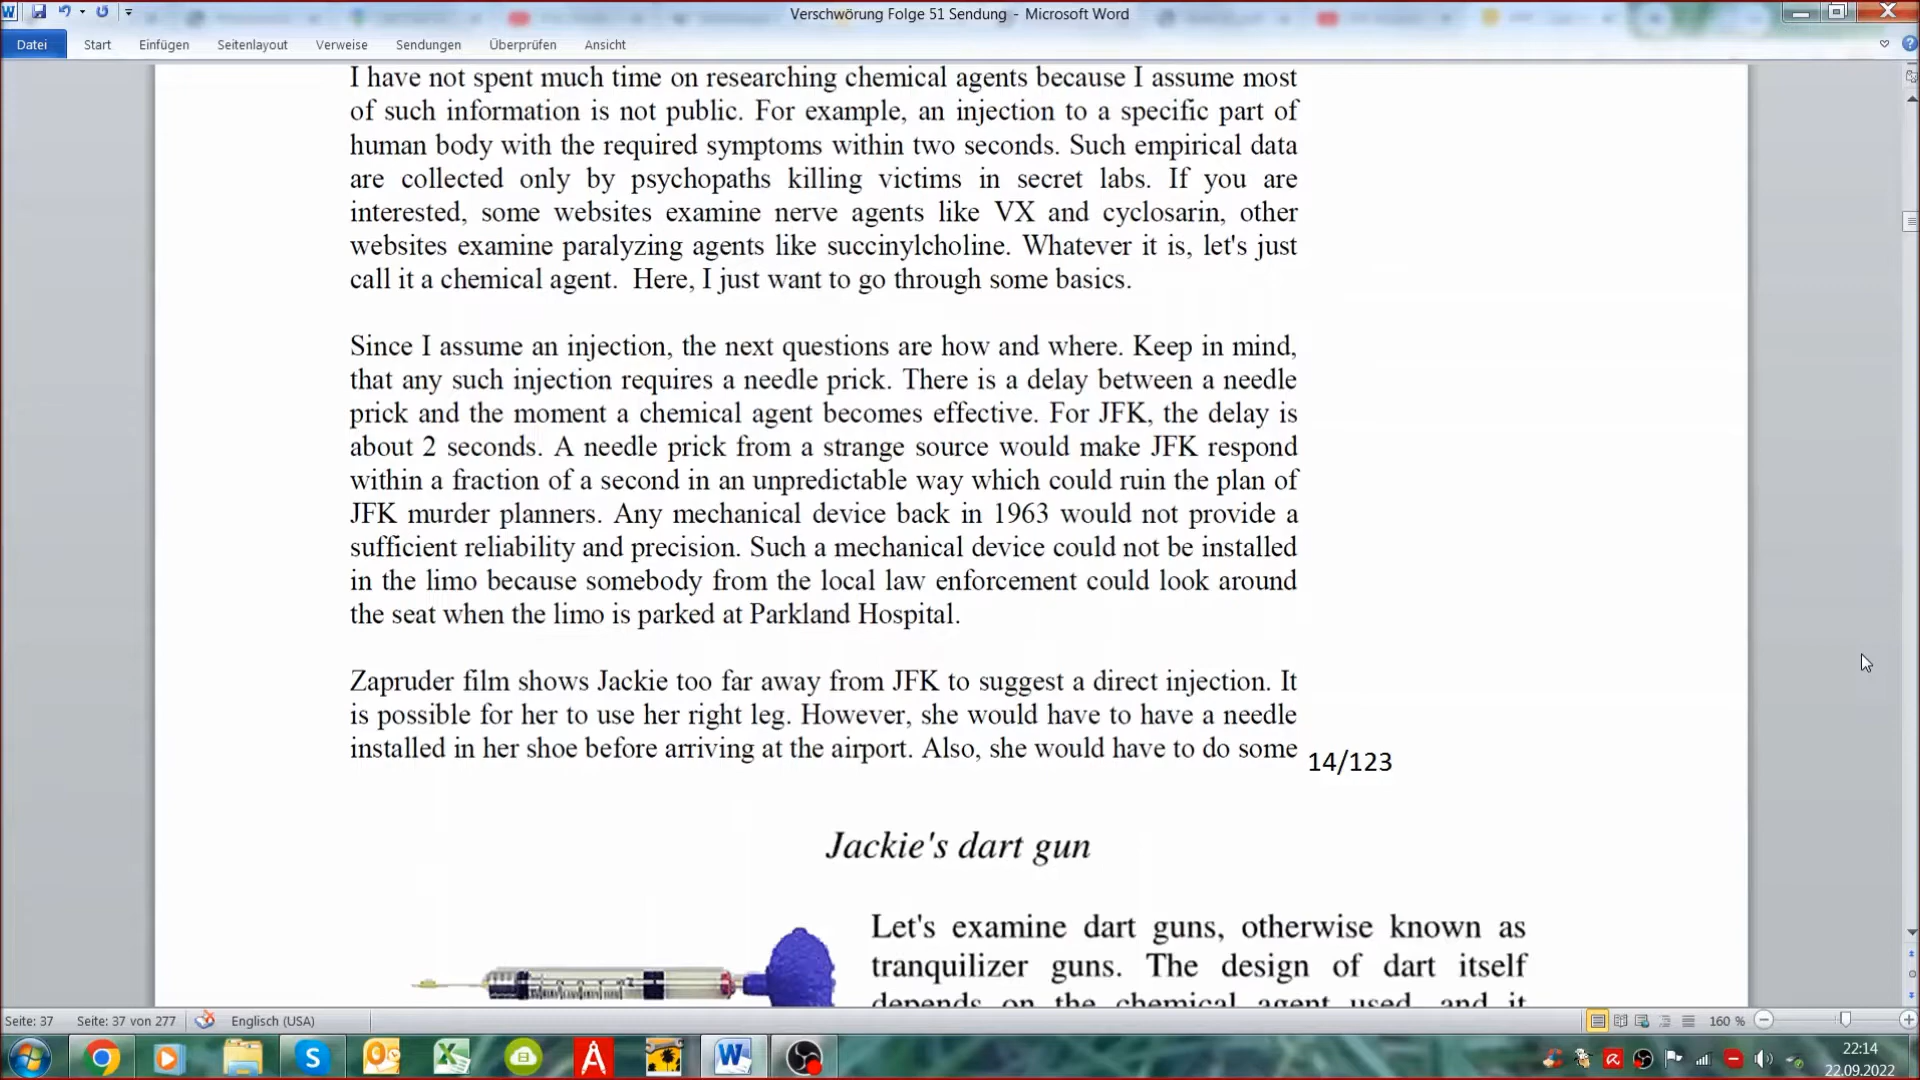 Verschwörung Folge 51 Sendung - Microsoft Word
Datei Start Einfügen Seitenlayout Verweise Sendungen Überprüfen Ansicht
I have not spent much time on researching chemical agents because I assume most
of such information is not public. For example, an injection to a specific part of
human body with the required symptoms within two seconds. Such empirical data
are collected only by psychopaths killing victims in secret labs. If you are
interested, some websites examine nerve agents like VX and cyclosarin, other
websites examine paralyzing agents like succinylcholine. Whatever it is, let's just
call it a chemical agent.  Here, I just want to go through some basics.
Since I assume an injection, the next questions are how and where. Keep in mind,
that any such injection requires a needle prick. There is a delay between a needle
prick and the moment a chemical agent becomes effective. For JFK, the delay is
about 2 seconds. A needle prick from a strange source would make JFK respond
within a fraction of a second in an unpredictable way which could ruin the plan of
JFK murder planners. Any mechanical device back in 1963 would not provide a
sufficient reliability and precision. Such a mechanical device could not be installed
in the limo because somebody from the local law enforcement could look around
the seat when the limo is parked at Parkland Hospital.
Zapruder film shows Jackie too far away from JFK to suggest a direct injection. It
is possible for her to use her right leg. However, she would have to have a needle
installed in her shoe before arriving at the airport. Also, she would have to do some
14/123
Jackie's dart gun
Let's examine dart guns, otherwise known as
tranquilizer guns. The design of dart itself
depends on the chemical agent used, and it
Seite: 37 Seite: 37 von 277 Englisch (USA) 160 %
22:14
22.09.2022